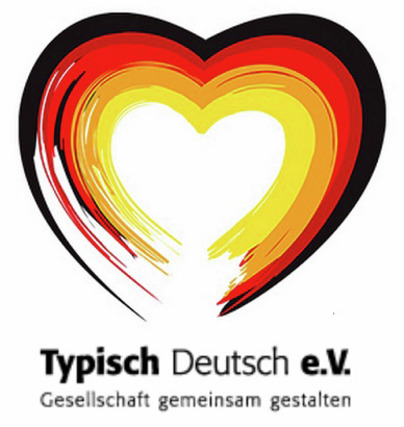 Typisch Deutsch e.V.
Gesellschaft gemeinsam gestalten